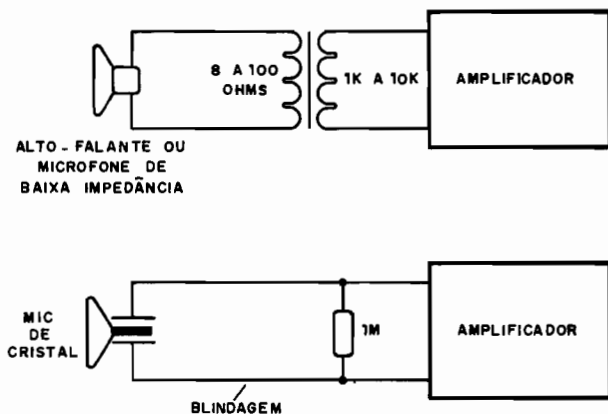 8 A 100
OHMS
1K A 10K
AMPLIFICADOR
ALTO-FALANTE OU
MICROFONE DE
BAIXA IMPEDÂNCIA
MIC
DE
CRISTAL
1M
AMPLIFICADOR
BLINDAGEM